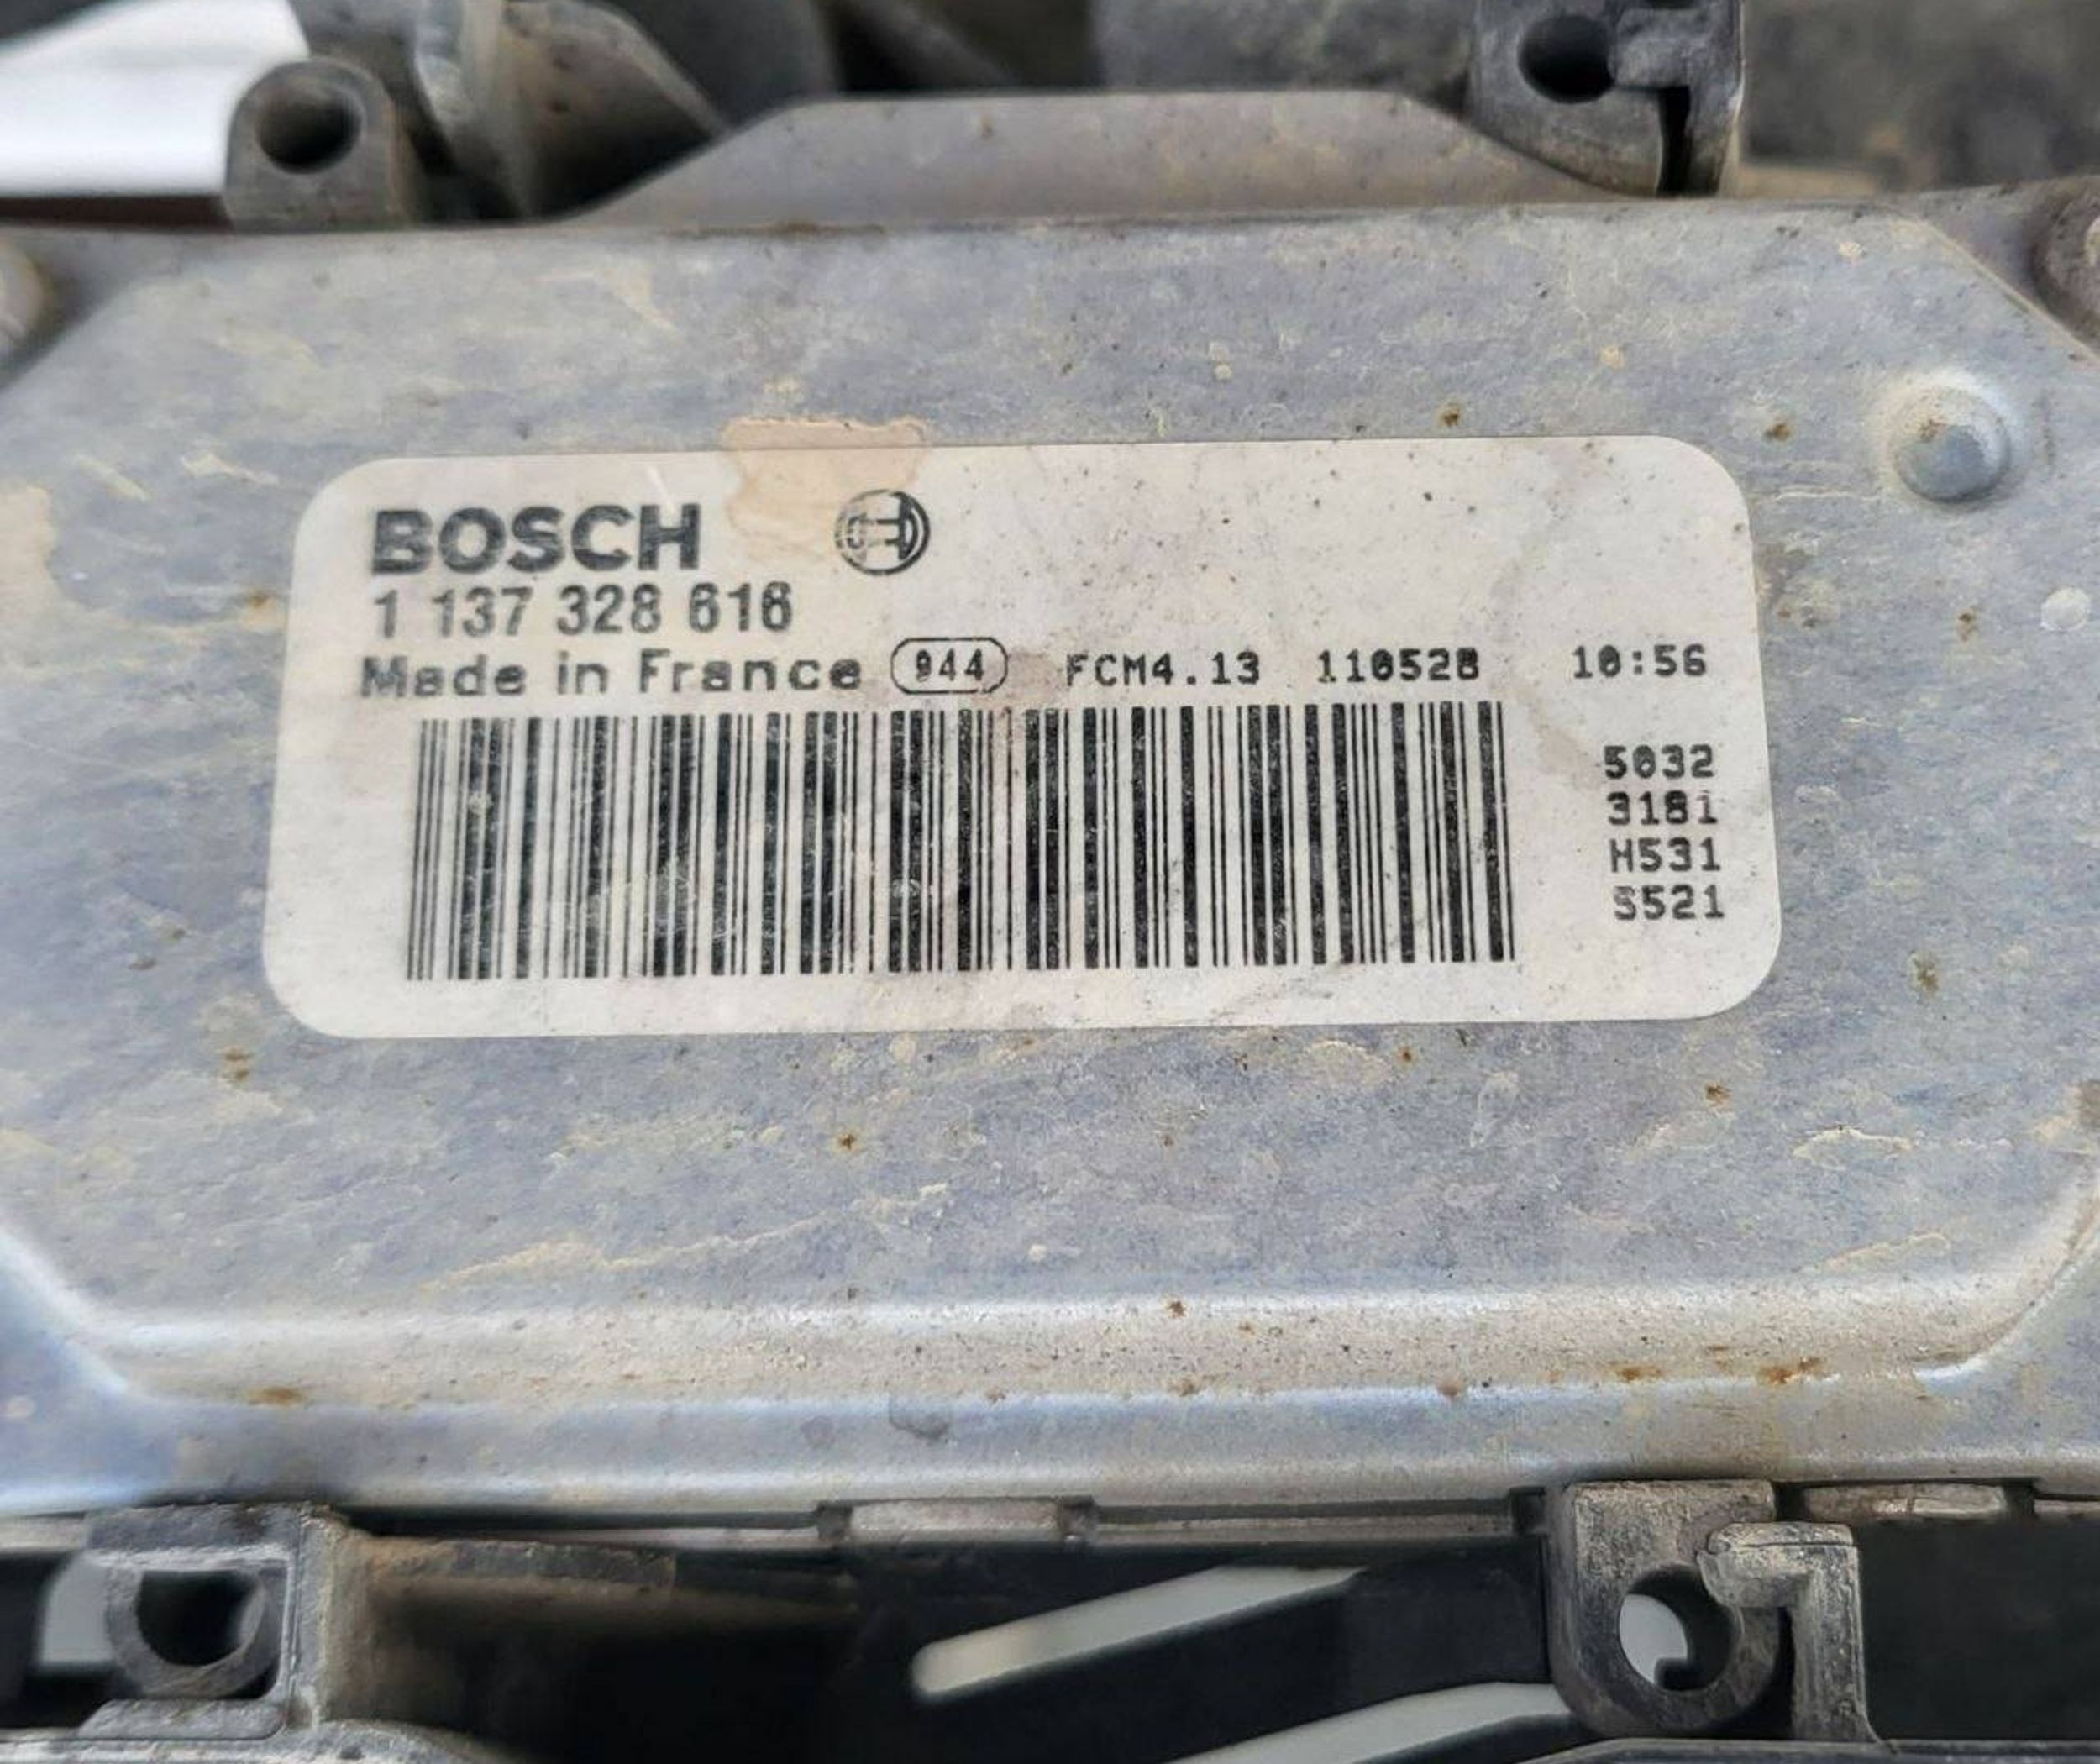 BOSCH
1 137 328 616
Made in France 944 FCM4.13 110528 10:56
5032
3181
H531
S521